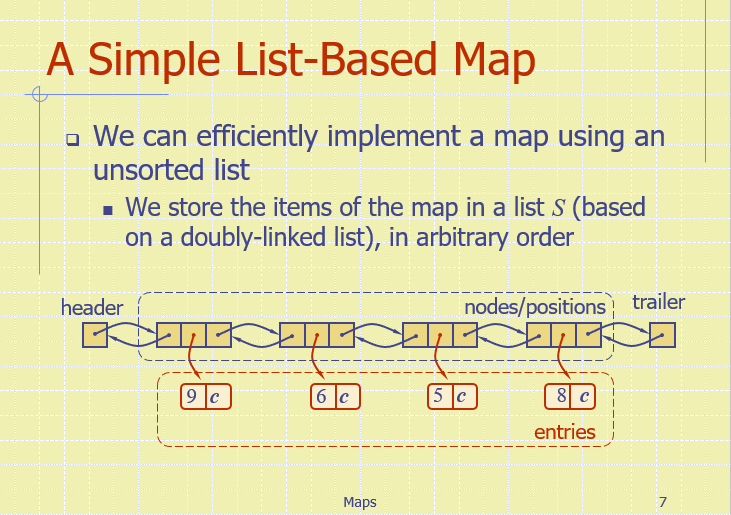 A Simple List-Based Map
We can efficiently implement a map using an
unsorted list
We store the items of the map in a list S (based
on a doubly-linked list), in arbitrary order
header
nodes/positions
trailer
9 c
6 c
5 c
8 c
entries
Maps
7